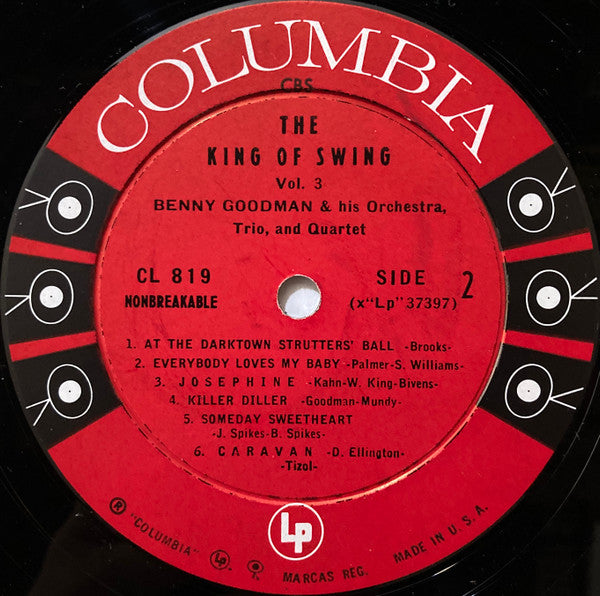 COLUMBIA
CBS
THE
KING OF SWING
Vol. 3
BENNY GOODMAN & his Orchestra,
Trio, and Quartet
CL 819
NONBREAKABLE
SIDE 2
(x"Lp"37397)
1. AT THE DARKTOWN STRUTTERS' BALL -Brooks-
2. EVERYBODY LOVES MY BABY -Palmer-S. Williams-
3. JOSEPHINE -Kahn-W. King-Bivens-
4. KILLER DILLER -Goodman-Mundy-
5. SOMEDAY SWEETHEART
-J. Spikes-B. Spikes-
6. CARAVAN -D. Ellington-
-Tizol-
Lp
® "COLUMBIA" Lp MARCAS REG. MADE IN U. S. A.